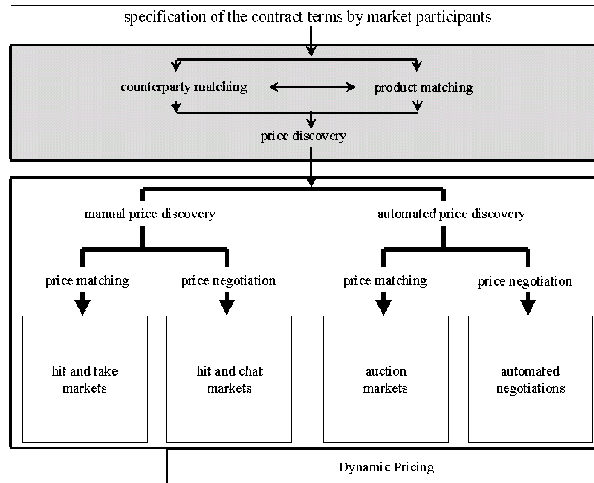 specification of the contract terms by market participants
counterparty matching
product matching
price discovery
manual price discovery
automated price discovery
price matching
price negotiation
price matching
price negotiation
hit and take
markets
hit and chat
markets
auction
markets
automated
negotiations
Dynamic Pricing